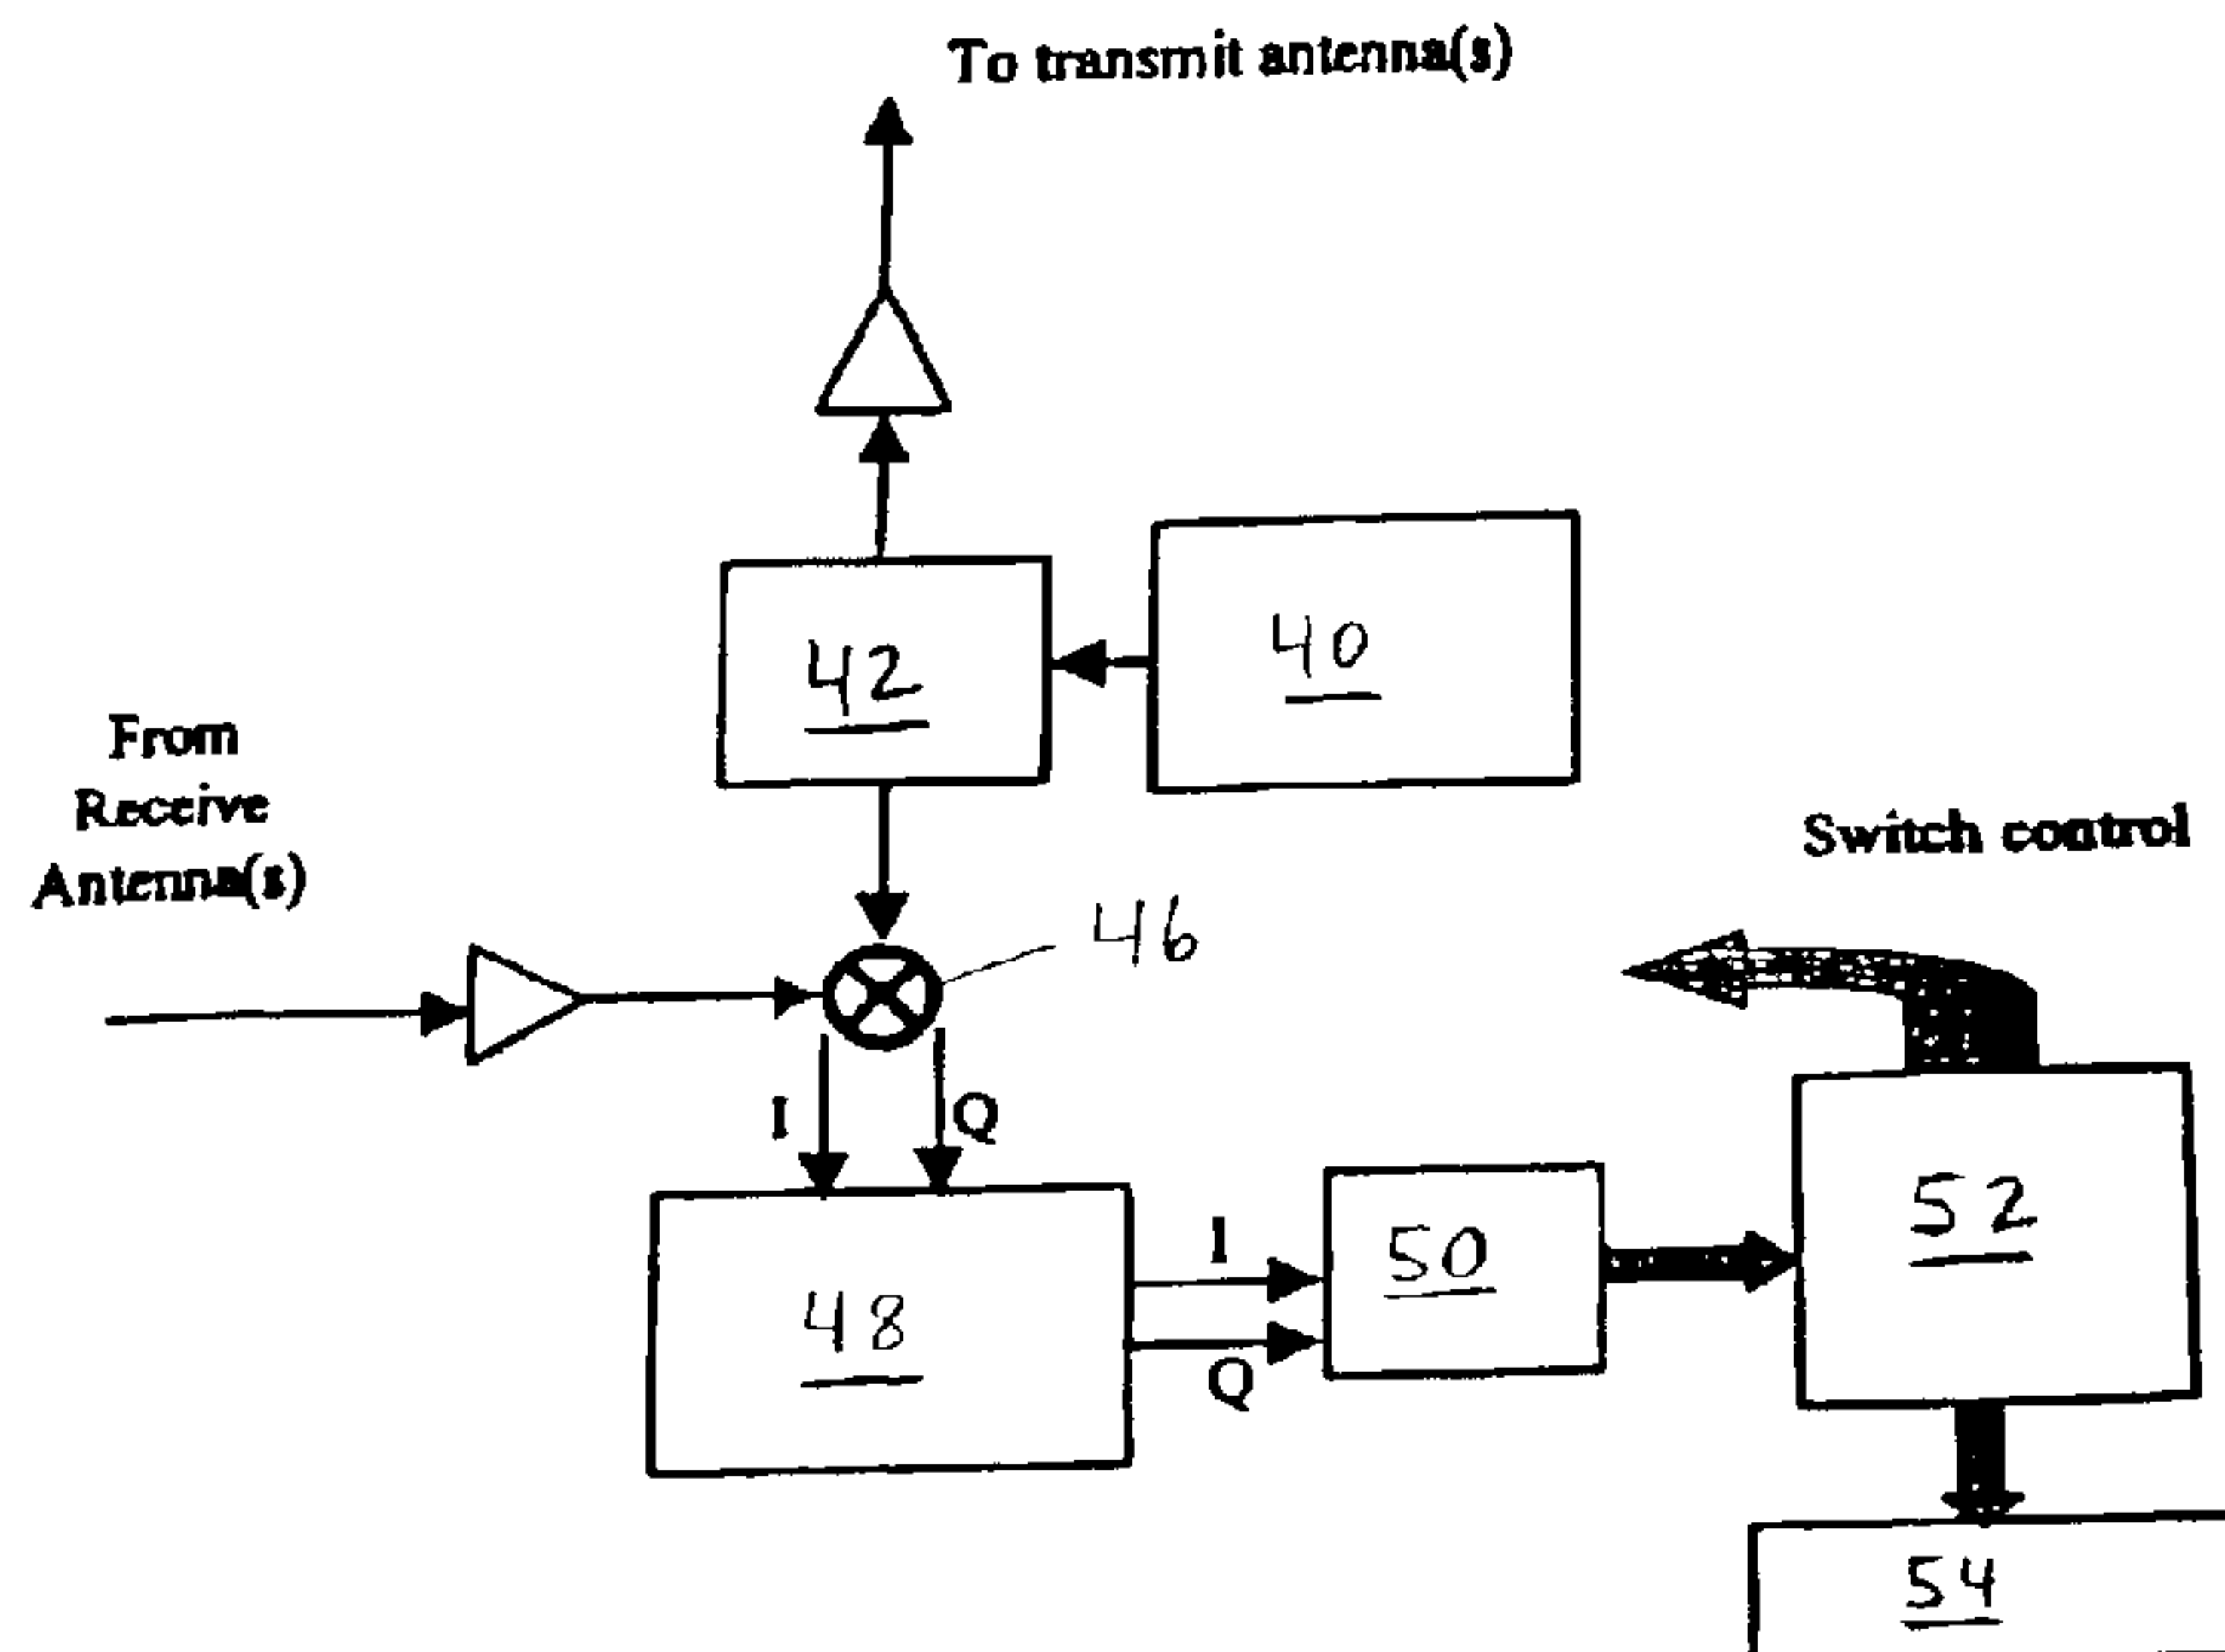 To transmit antenna(s)
42
40
From
Receive
Antenna(s)
Switch control
46
I
Q
48
I
Q
50
52
54